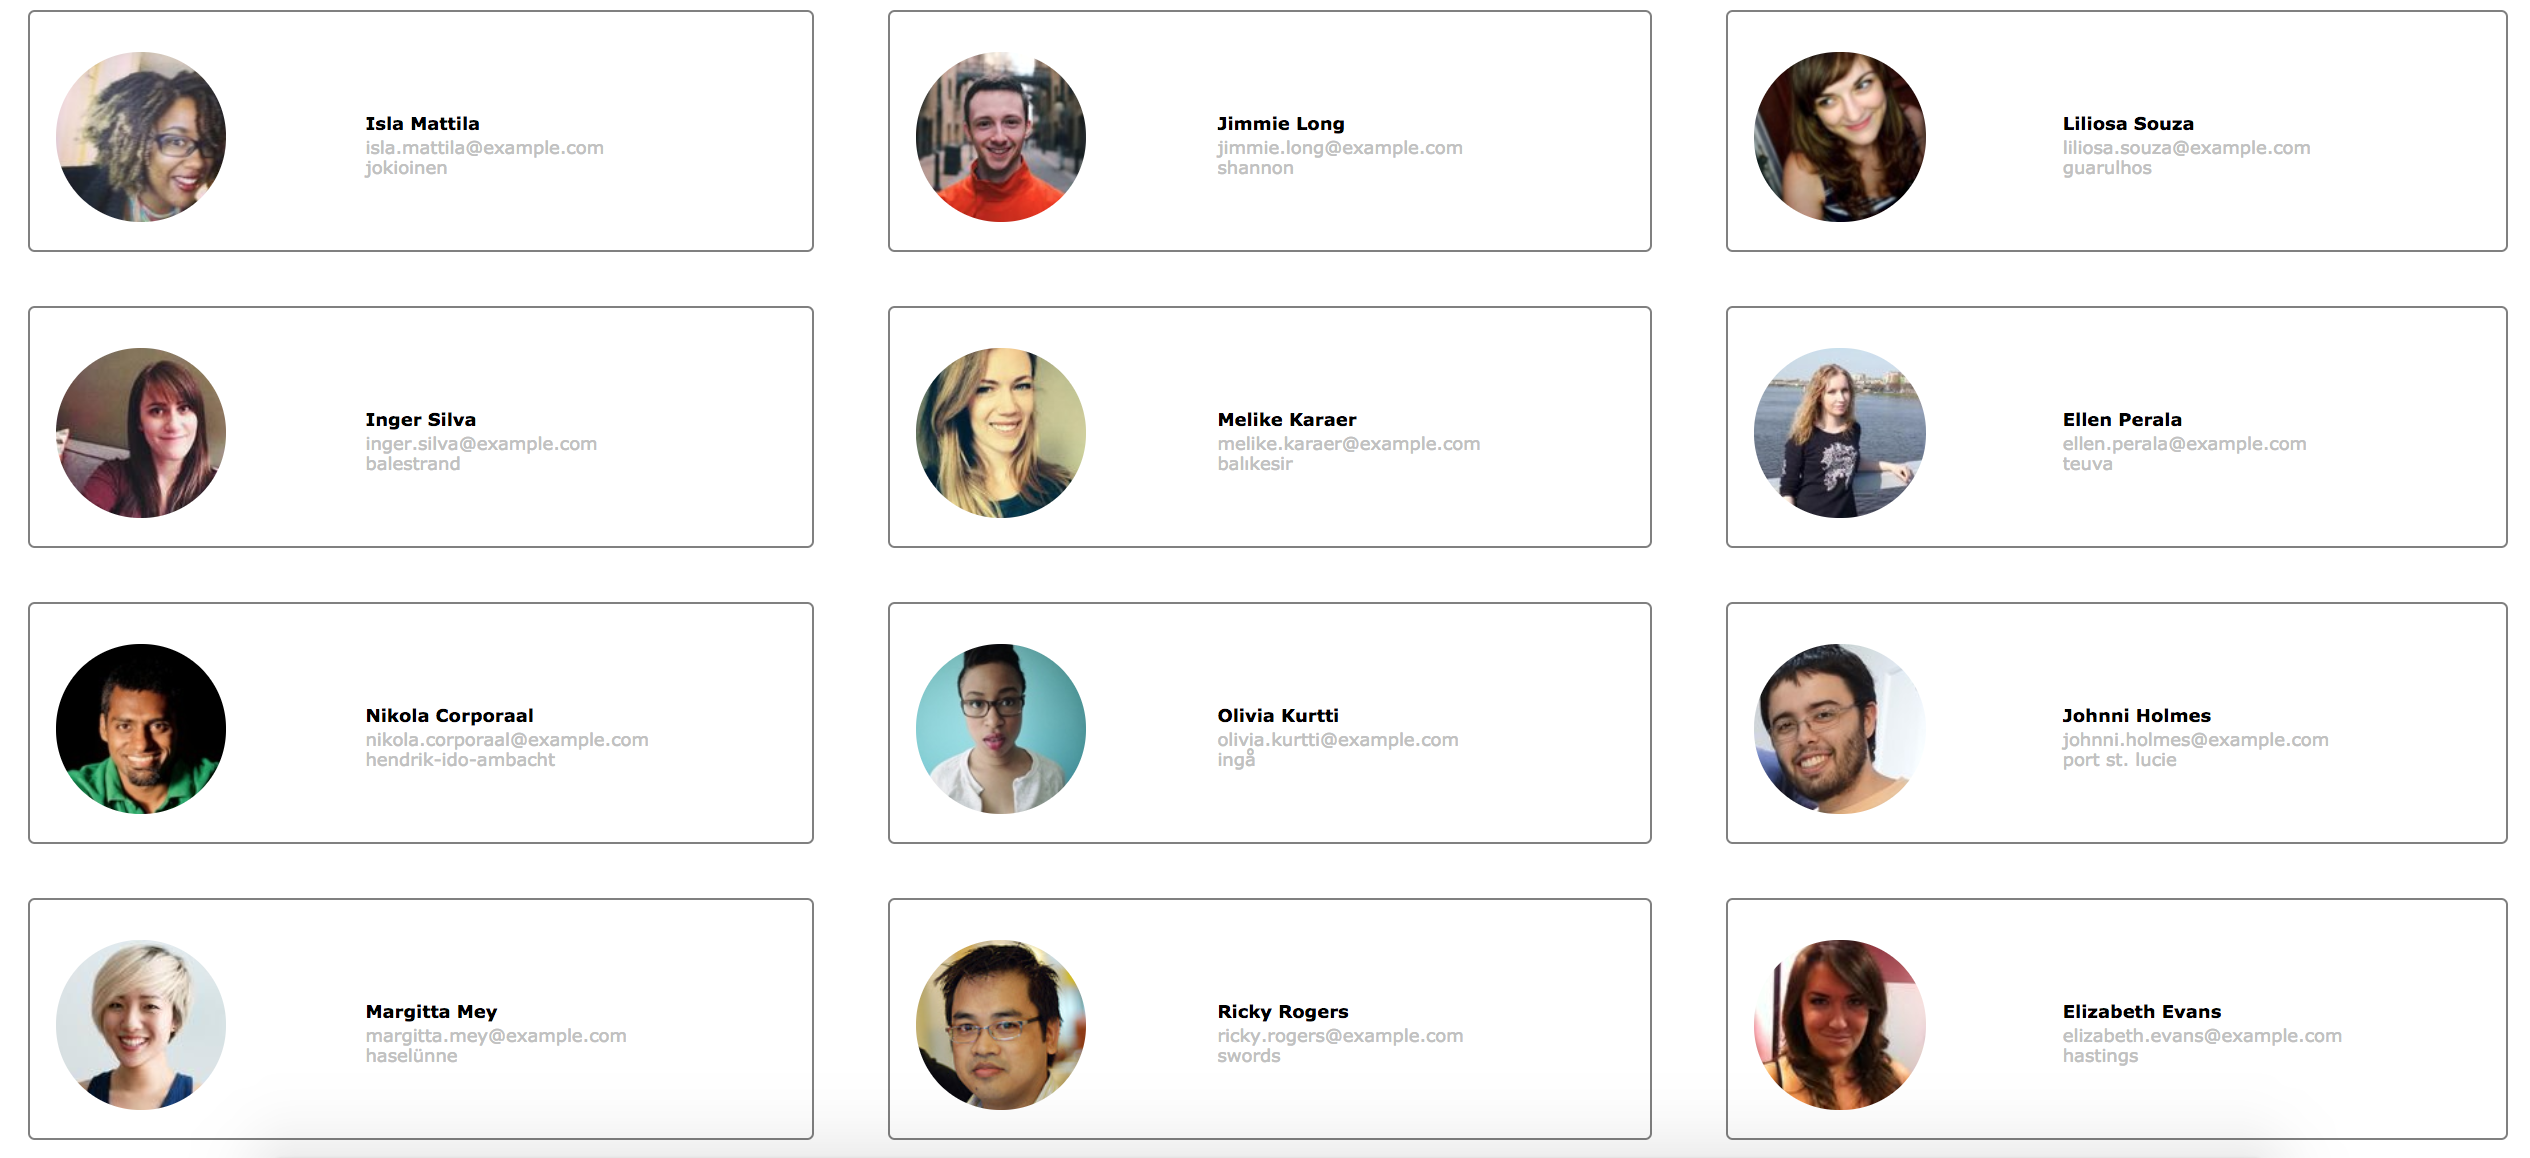 Isla Mattila
isla.mattila@example.com
jokioinen
Jimmie Long
jimmie.long@example.com
shannon
Liliosa Souza
liliosa.souza@example.com
guarulhos
Inger Silva
inger.silva@example.com
balestrand
Melike Karaer
melike.karaer@example.com
balıkesir
Ellen Perala
ellen.perala@example.com
teuva
Nikola Corporaal
nikola.corporaal@example.com
hendrik-ido-ambacht
Olivia Kurtti
olivia.kurtti@example.com
ingå
Johnni Holmes
johnni.holmes@example.com
port st. lucie
Margitta Mey
margitta.mey@example.com
haselünne
Ricky Rogers
ricky.rogers@example.com
swords
Elizabeth Evans
elizabeth.evans@example.com
hastings